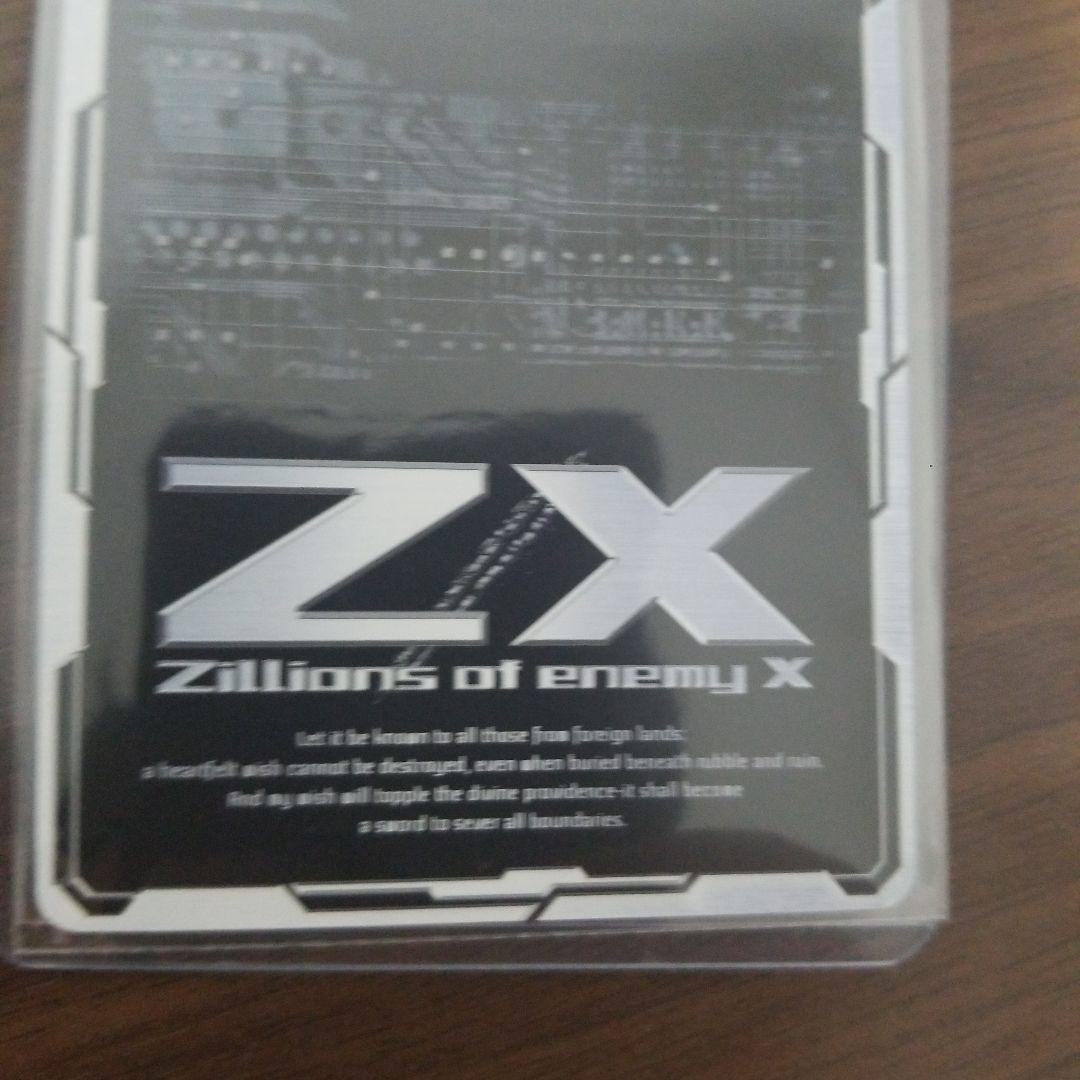 ZX
Zillions of enemy X
Let it be known to all those from foreign lands:
a heartfelt wish cannot be destroyed, even when buried beneath rubble and ruin.
And my wish will topple the divine providence-it shall become
a sword to sever all boundaries.